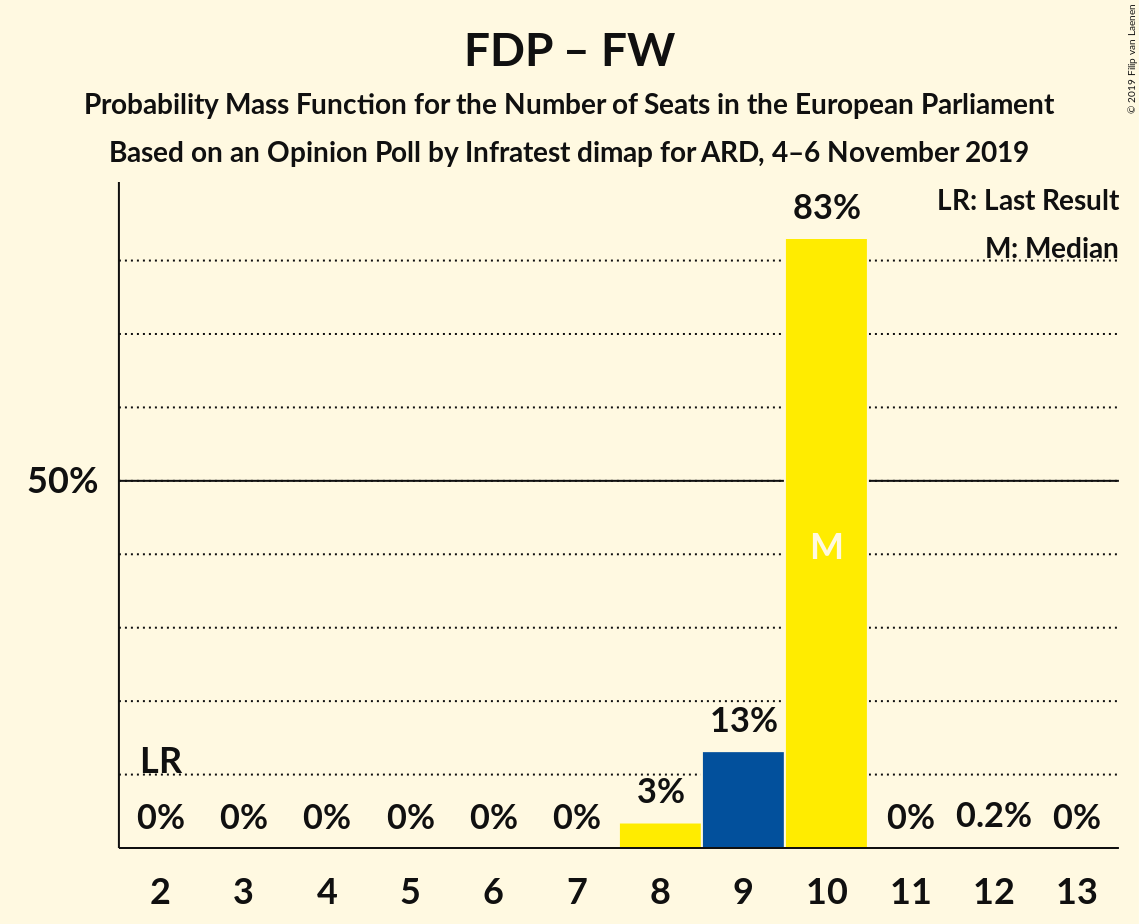 FDP – FW
Probability Mass Function for the Number of Seats in the European Parliament
Based on an Opinion Poll by Infratest dimap for ARD, 4–6 November 2019
© 2019 Filip van Laenen
LR: Last Result
M: Median
83%
50%
M
13%
LR
3%
0% 0% 0% 0% 0% 0% 0% 0.2% 0%
2 3 4 5 6 7 8 9 10 11 12 13